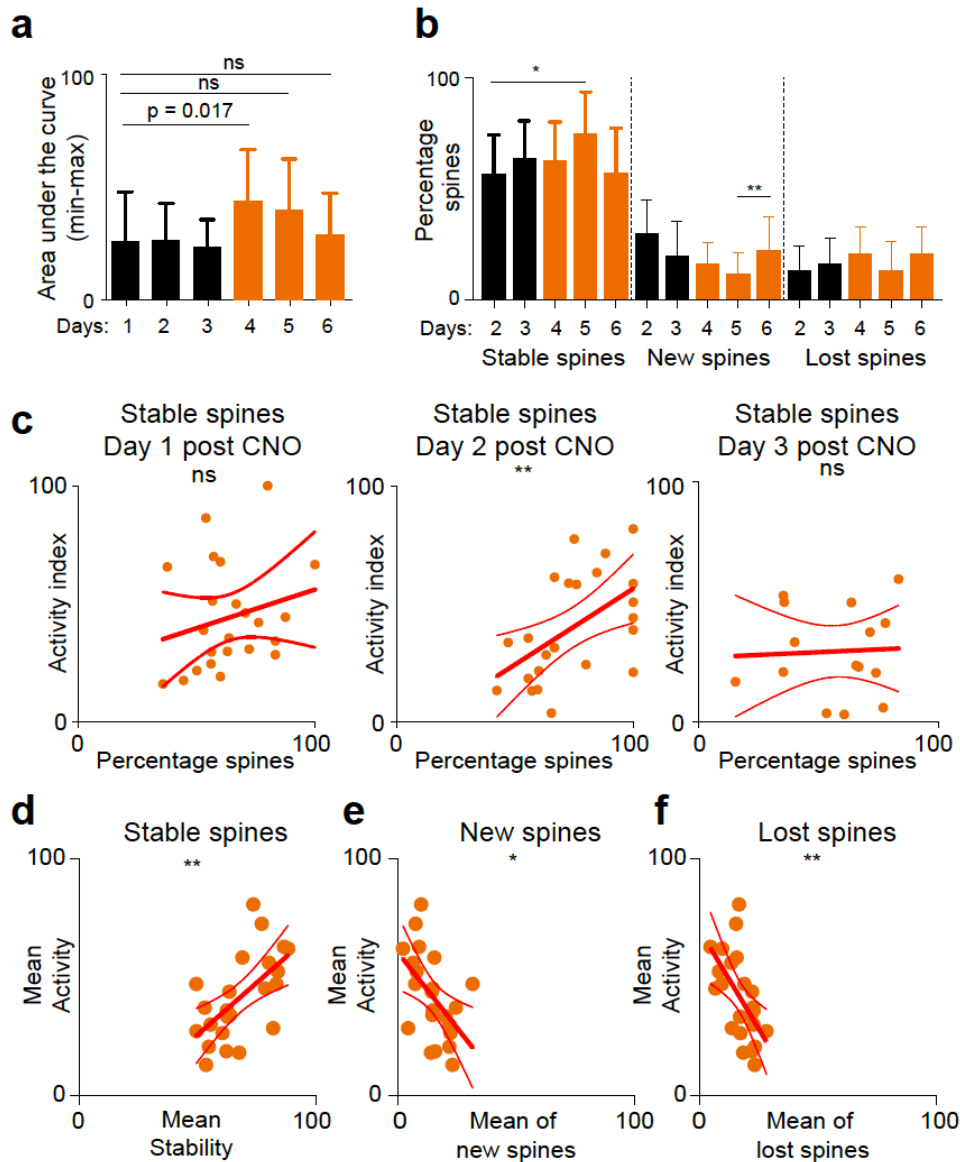 a
ns
ns
p = 0.017
100
0
Area under the curve
(min-max)
Days: 1 2 3 4 5 6
b
*
**
100
0
Percentage
spines
Days: 2 3 4 5 6 2 3 4 5 6 2 3 4 5 6
Stable spines New spines Lost spines
c
Stable spines
Day 1 post CNO
ns
100
0
Activity index
0 100
Percentage spines
Stable spines
Day 2 post CNO
**
100
0
Activity index
0 100
Percentage spines
Stable spines
Day 3 post CNO
ns
100
0
Activity index
0 100
Percentage spines
d
Stable spines
**
100
0
Mean
Activity
0 100
Mean
Stability
e
New spines
*
100
0
Mean
Activity
0 100
Mean of
new spines
f
Lost spines
**
100
0
Mean
Activity
0 100
Mean of
lost spines